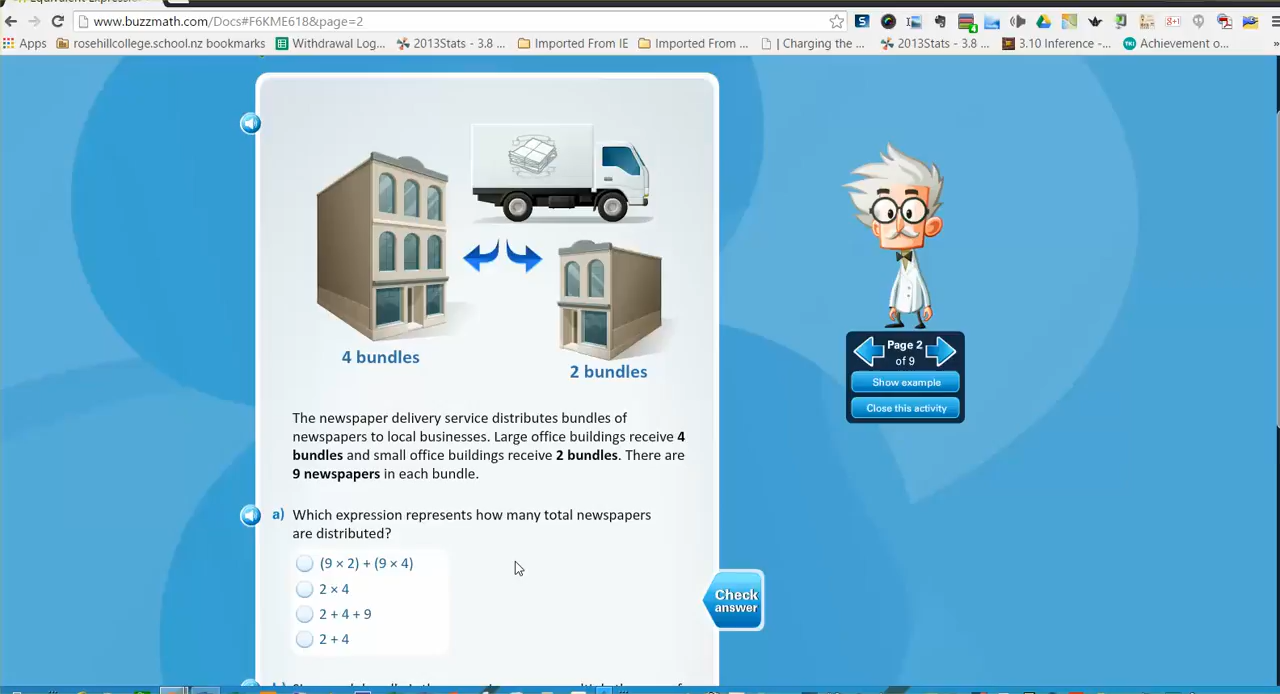 www.buzzmath.com/Docs#F6KME618&page=2
Apps rosehillcollege.school.nz bookmarks Withdrawal Log... 2013Stats - 3.8 ... Imported From IE Imported From ... | Charging the ... 2013Stats - 3.8 ... 3.10 Inference -... Achievement o... »
4 bundles
2 bundles
The newspaper delivery service distributes bundles of
newspapers to local businesses. Large office buildings receive 4
bundles and small office buildings receive 2 bundles. There are
9 newspapers in each bundle.
a) Which expression represents how many total newspapers
are distributed?
(9 × 2) + (9 × 4)
2 × 4
2 + 4 + 9
2 + 4
Check
answer
Page 2
of 9
Show example
Close this activity